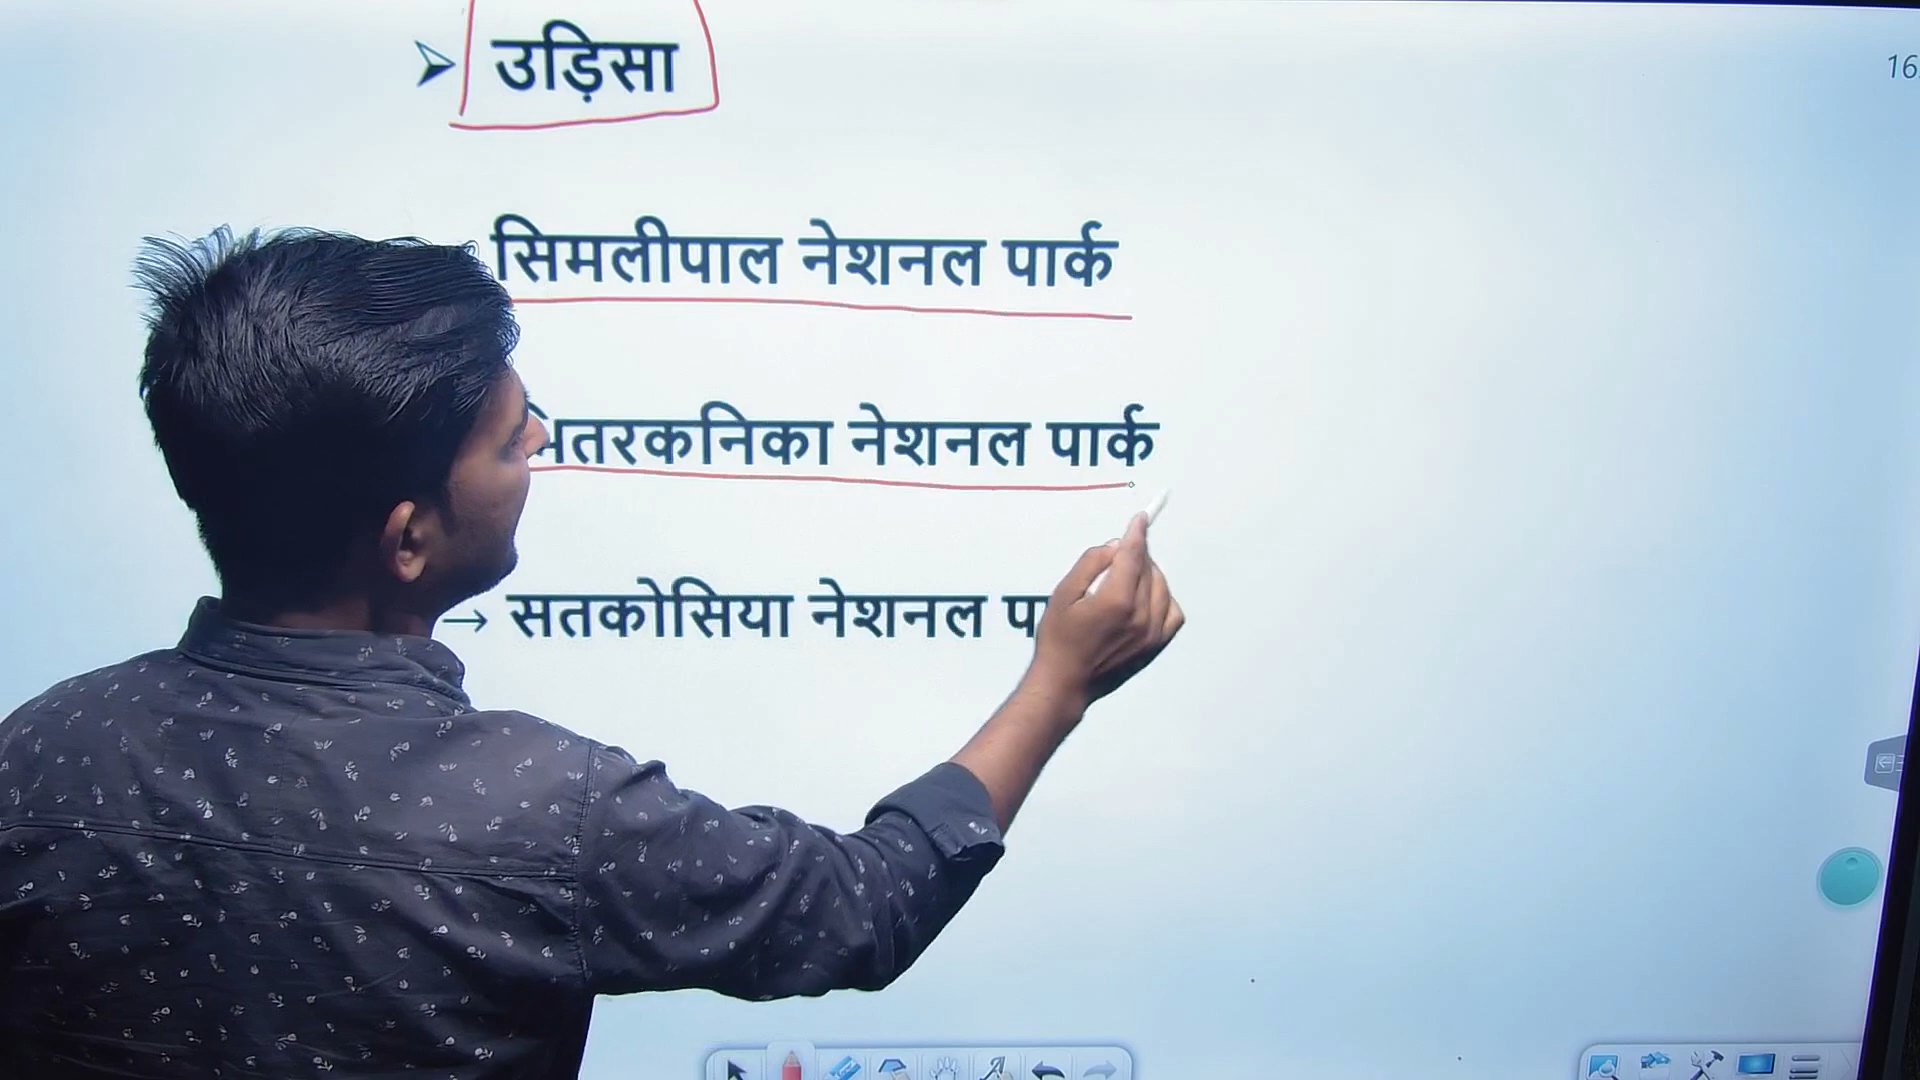 उड़िसा
सिमलीपाल नेशनल पार्क
नेशनल पार्क
→ सतकोसिया नेशनल
16